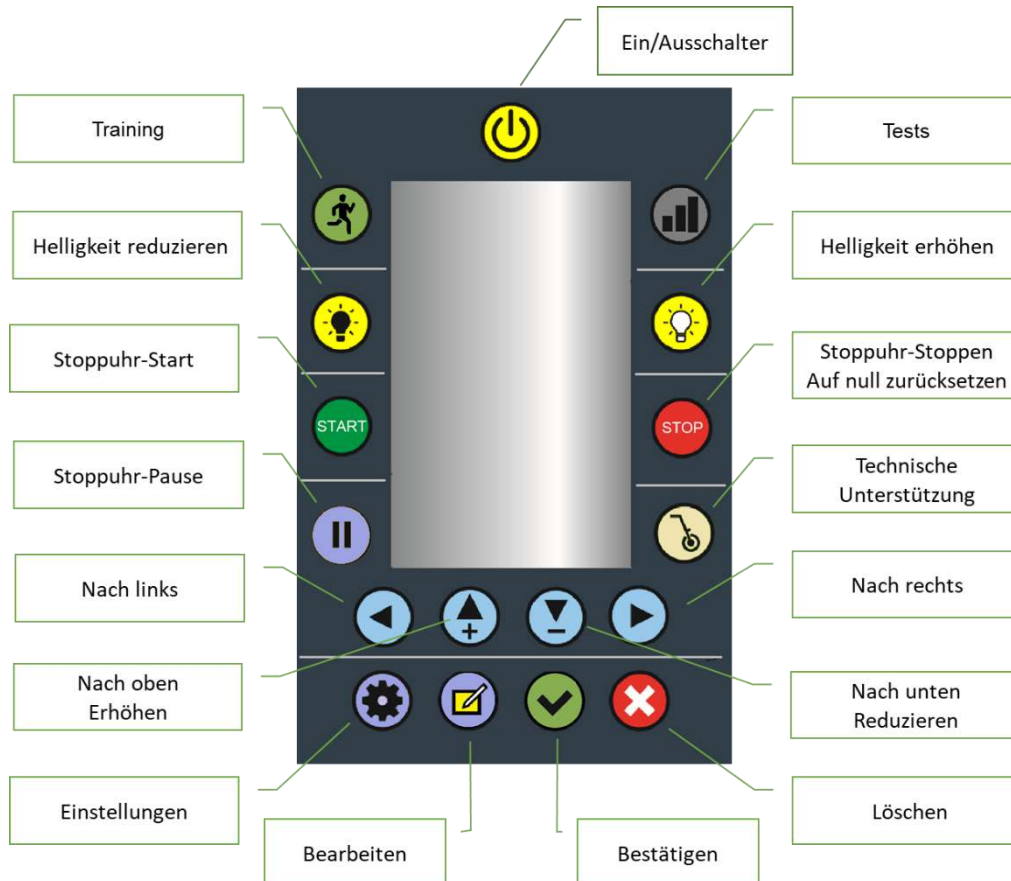 Ein/Ausschalter
Training
Tests
Helligkeit reduzieren
Helligkeit erhöhen
Stoppuhr-Start
Stoppuhr-Stoppen
Auf null zurücksetzen
START
STOP
Stoppuhr-Pause
Technische
Unterstützung
Nach links
Nach rechts
Nach oben
Erhöhen
Nach unten
Reduzieren
Einstellungen
Löschen
Bearbeiten
Bestätigen